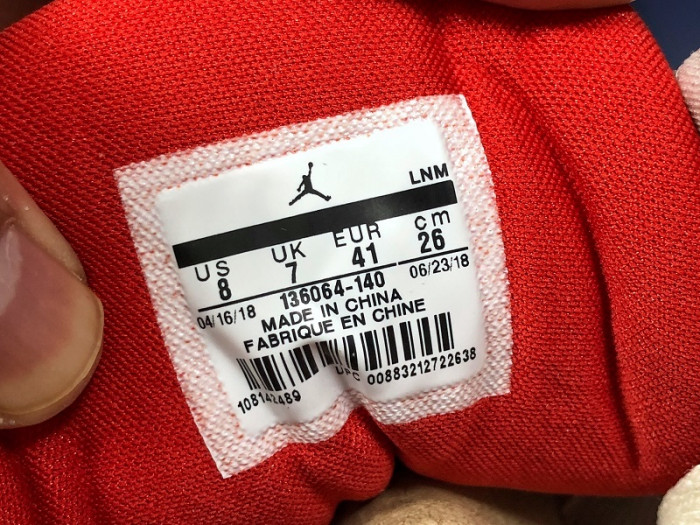 LNM
US UK EUR cm
8 7 41 26
04/16/18 136064-140 06/23/18
MADE IN CHINA
FABRIQUE EN CHINE
UPC 00883212722638